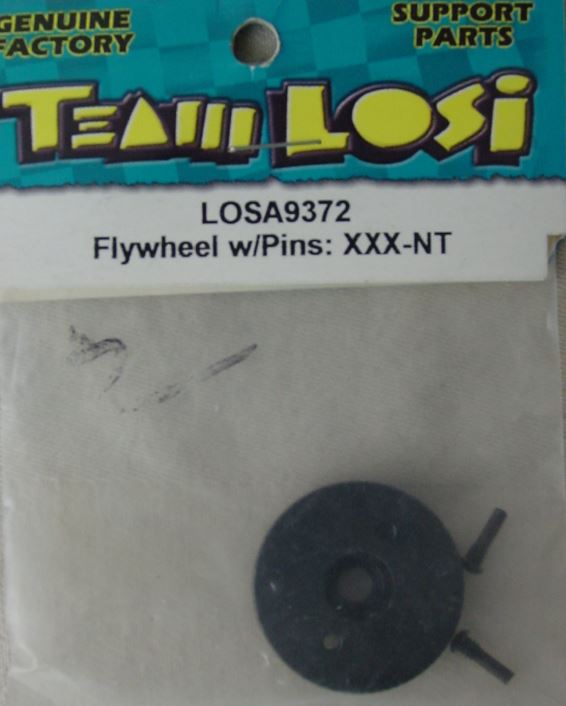 GENUINE
FACTORY
SUPPORT
PARTS
TEAM LOSI
LOSA9372
Flywheel w/Pins: XXX-NT